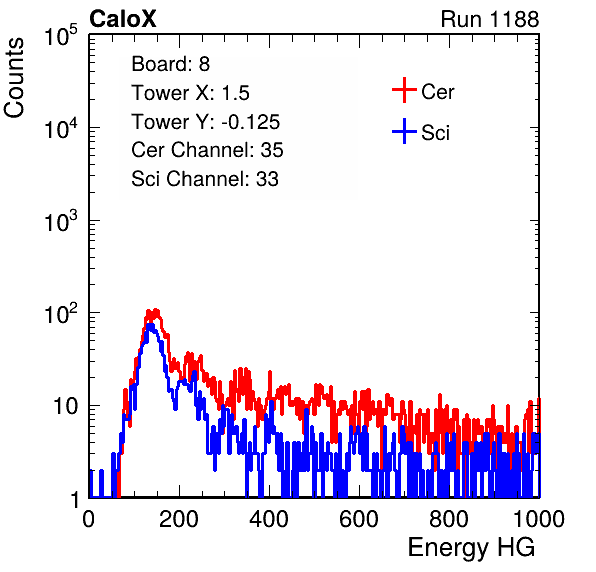 CaloX Run 1188
Counts
10^5
10^4
10^3
10^2
10
1
Board: 8
Tower X: 1.5
Tower Y: -0.125
Cer Channel: 35
Sci Channel: 33
Cer
Sci
0 200 400 600 800 1000
Energy HG